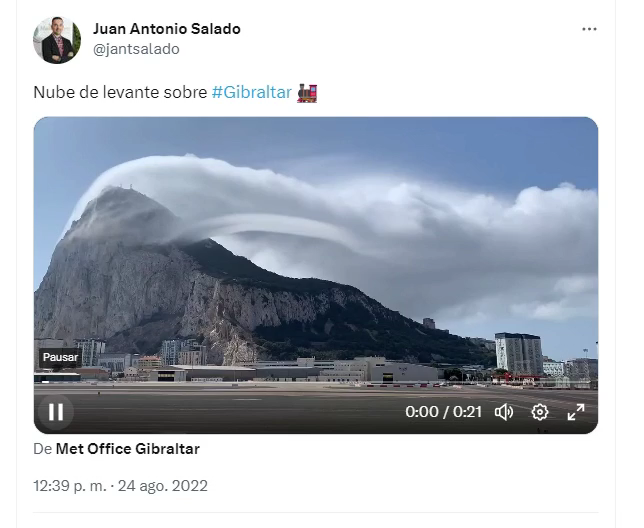 Juan Antonio Salado
@jantsalado
Nube de levante sobre #Gibraltar 🚂
Pausar
0:00 / 0:21
De Met Office Gibraltar
12:39 p. m. · 24 ago. 2022